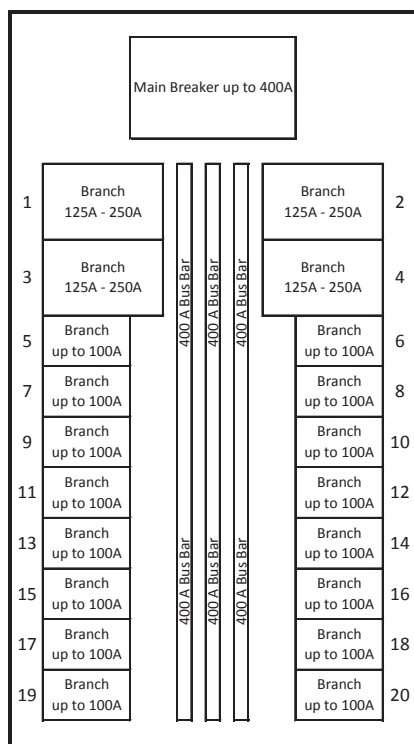 Main Breaker up to 400A
1
Branch
125A - 250A
400 A Bus Bar
400 A Bus Bar
400 A Bus Bar
Branch
125A - 250A
2
3
Branch
125A - 250A
Branch
125A - 250A
4
5
Branch
up to 100A
Branch
up to 100A
6
7
Branch
up to 100A
Branch
up to 100A
8
9
Branch
up to 100A
Branch
up to 100A
10
11
Branch
up to 100A
Branch
up to 100A
12
13
Branch
up to 100A
400 A Bus Bar
400 A Bus Bar
400 A Bus Bar
Branch
up to 100A
14
15
Branch
up to 100A
Branch
up to 100A
16
17
Branch
up to 100A
Branch
up to 100A
18
19
Branch
up to 100A
Branch
up to 100A
20